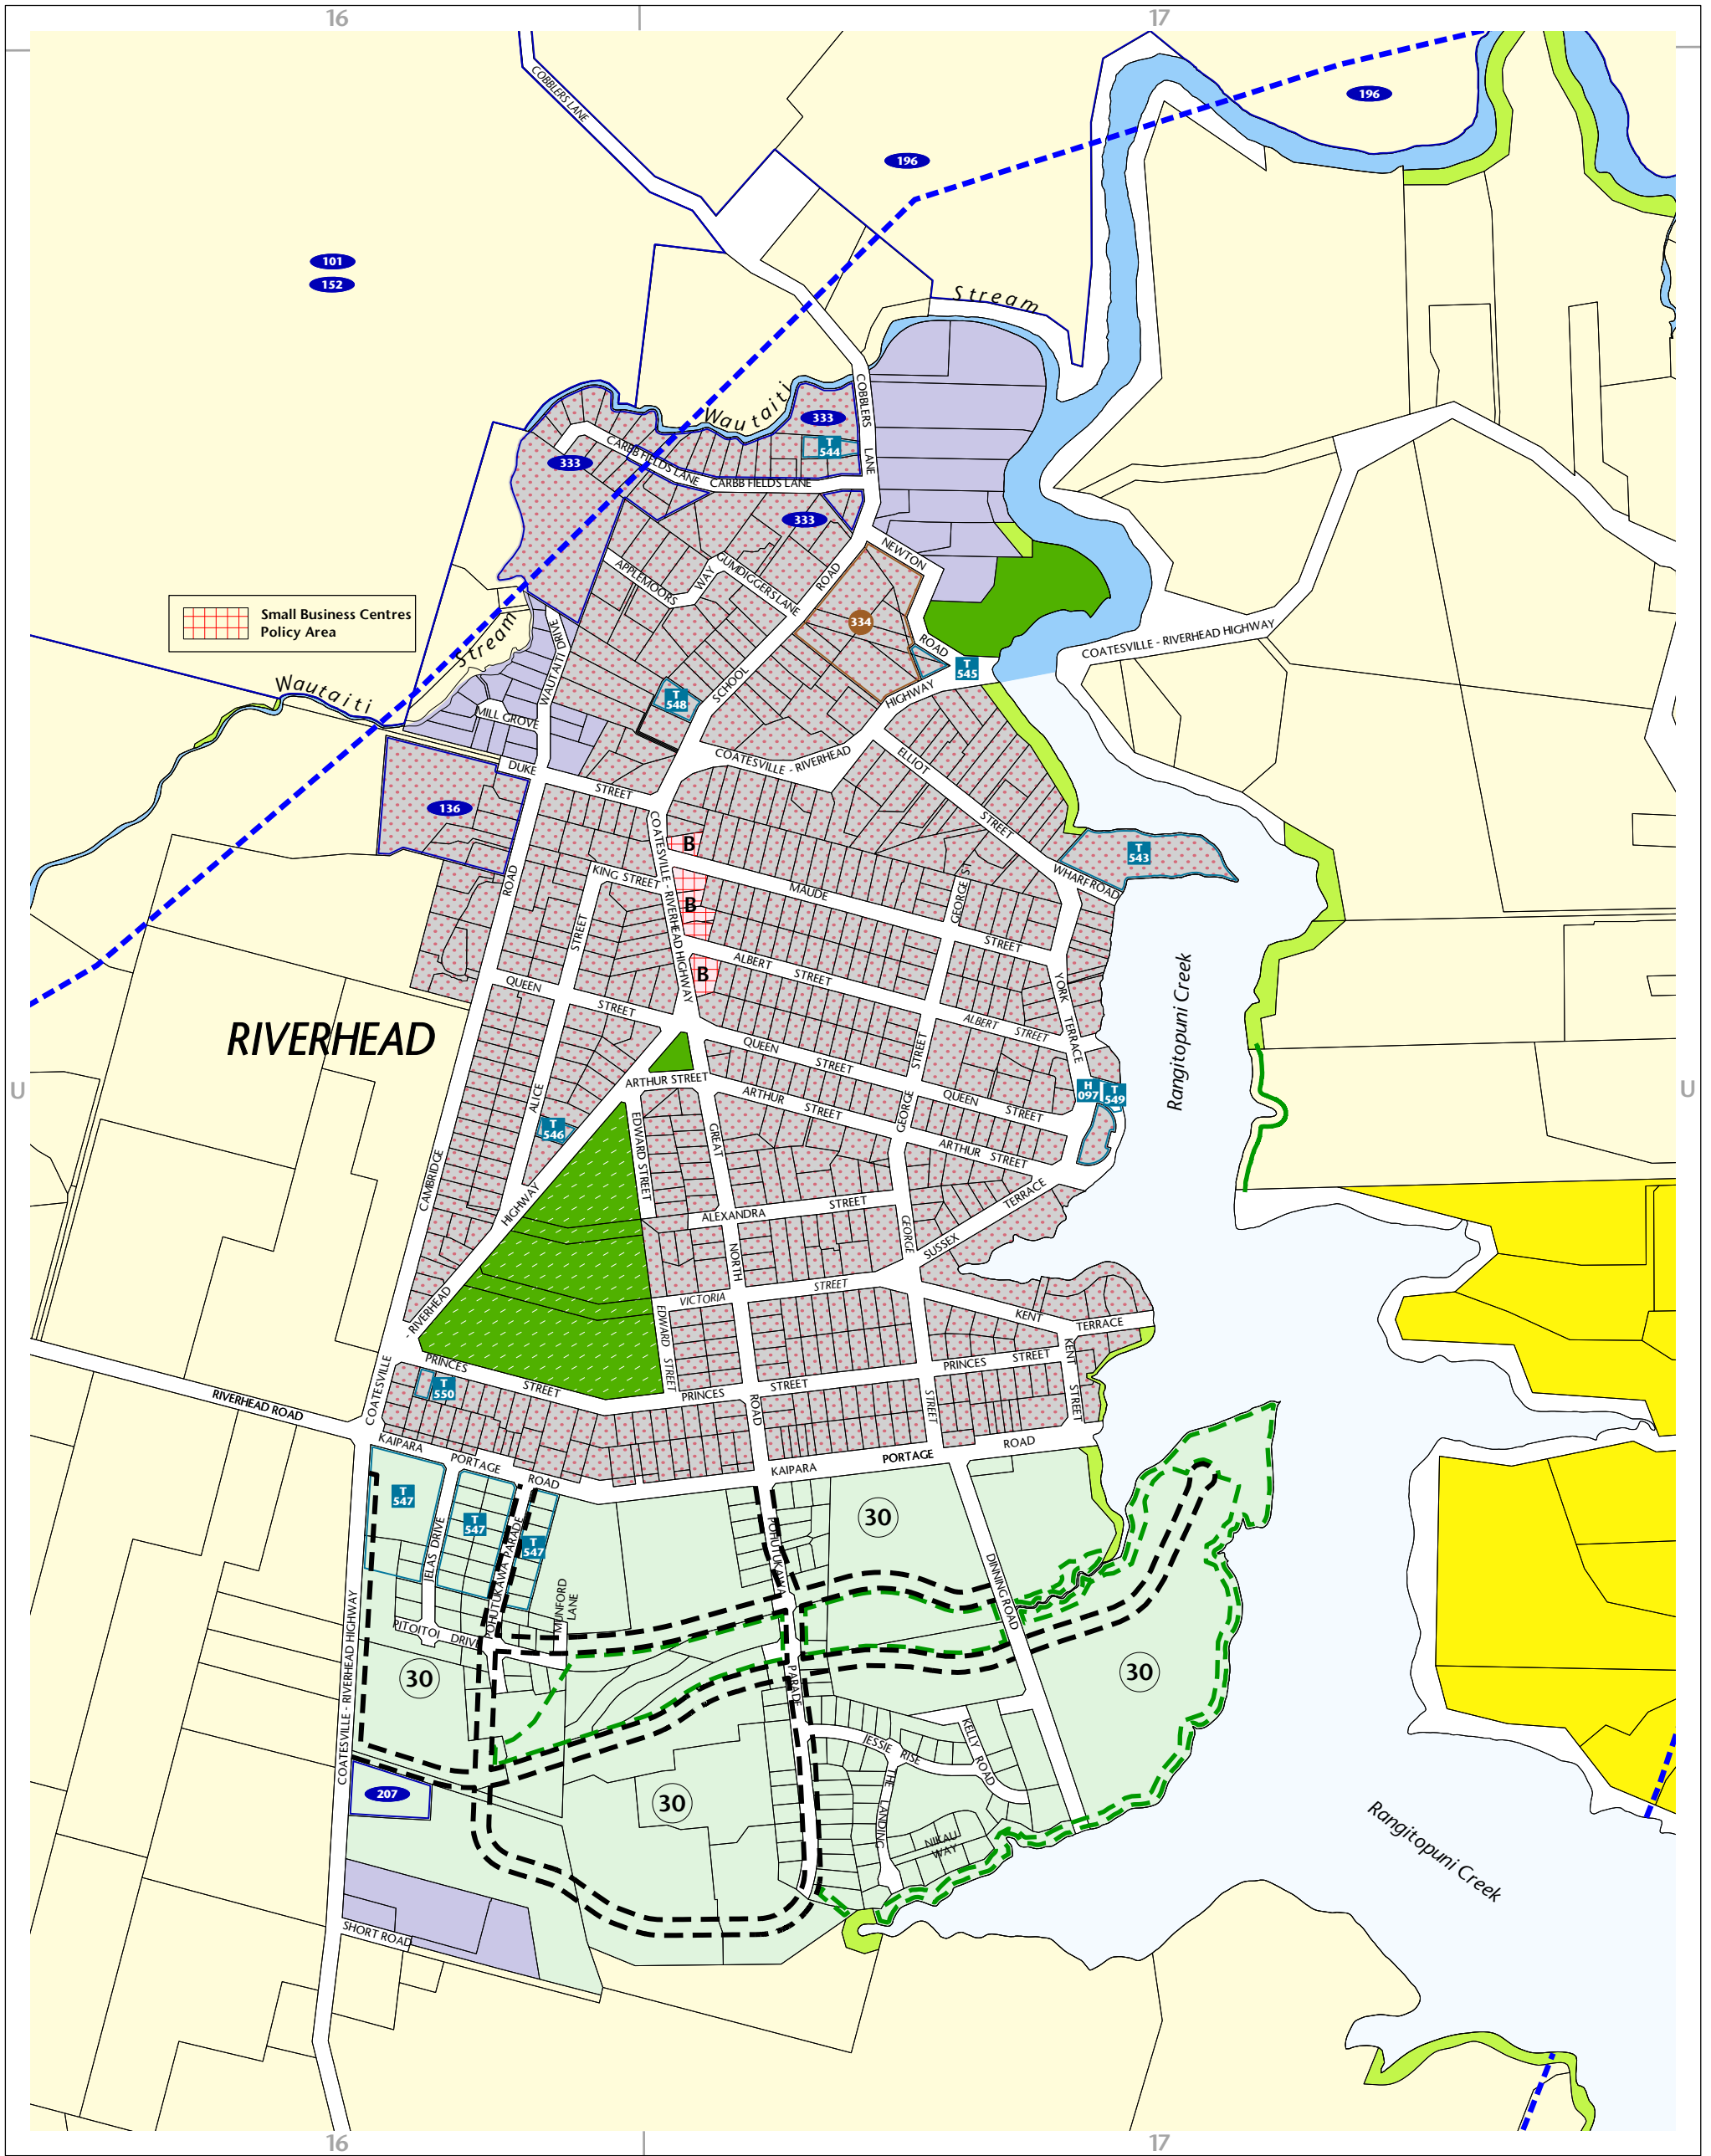 16
17
COBBLERS LANE
196
196
101
152
Stream
Wautaiti
COBBLERS
LANE
333
T
544
333
CARBB FIELDS LANE
CARBB FIELDS LANE
333
NEWTON
ROAD
APPLEMOORS
WAY
GUMDIGGERS LANE
ROAD
SCHOOL
334
Small Business Centres
Policy Area
Stream
Wautaiti
WAUTAITI DRIVE
MILL GROVE
T
548
T
545
HIGHWAY
COATESVILLE - RIVERHEAD HIGHWAY
COATESVILLE - RIVERHEAD
ELLIOT
STREET
DUKE
STREET
136
T
543
WHARF ROAD
B
B
B
COATESVILLE - RIVERHEAD HIGHWAY
KING STREET
MAUDE
STREET
GEORGE ST
ROAD
STREET
ALBERT
STREET
ALBERT
STREET
YORK
TERRACE
QUEEN
STREET
RIVERHEAD
Rangitopuni Creek
QUEEN
STREET
QUEEN
STREET
STREET
GEORGE
ARTHUR STREET
ARTHUR
STREET
ARTHUR
STREET
H
097
T
549
U
U
ALICE
T
546
EDWARD STREET
GREAT
CAMBRIDGE
HIGHWAY
ALEXANDRA
STREET
GEORGE
SUSSEX
TERRACE
NORTH
VICTORIA
STREET
- RIVERHEAD
EDWARD
STREET
KENT
TERRACE
KENT
STREET
PRINCES
STREET
PRINCES
STREET
PRINCES
STREET
STREET
COATESVILLE
T
550
RIVERHEAD ROAD
ROAD
KAIPARA
PORTAGE
ROAD
KAIPARA
PORTAGE
ROAD
T
547
T
547
T
547
JELAS DRIVE
POHUTUKAWA PARADE
MUNFORD
LANE
PITOITOI DRIVE
POHUTUKAWA
PARADE
30
30
30
30
DINNING ROAD
COATESVILLE - RIVERHEAD HIGHWAY
JESSIE RISE
KELLY ROAD
THE LANDING
NIKAU
WAY
207
SHORT ROAD
Rangitopuni Creek
16
17